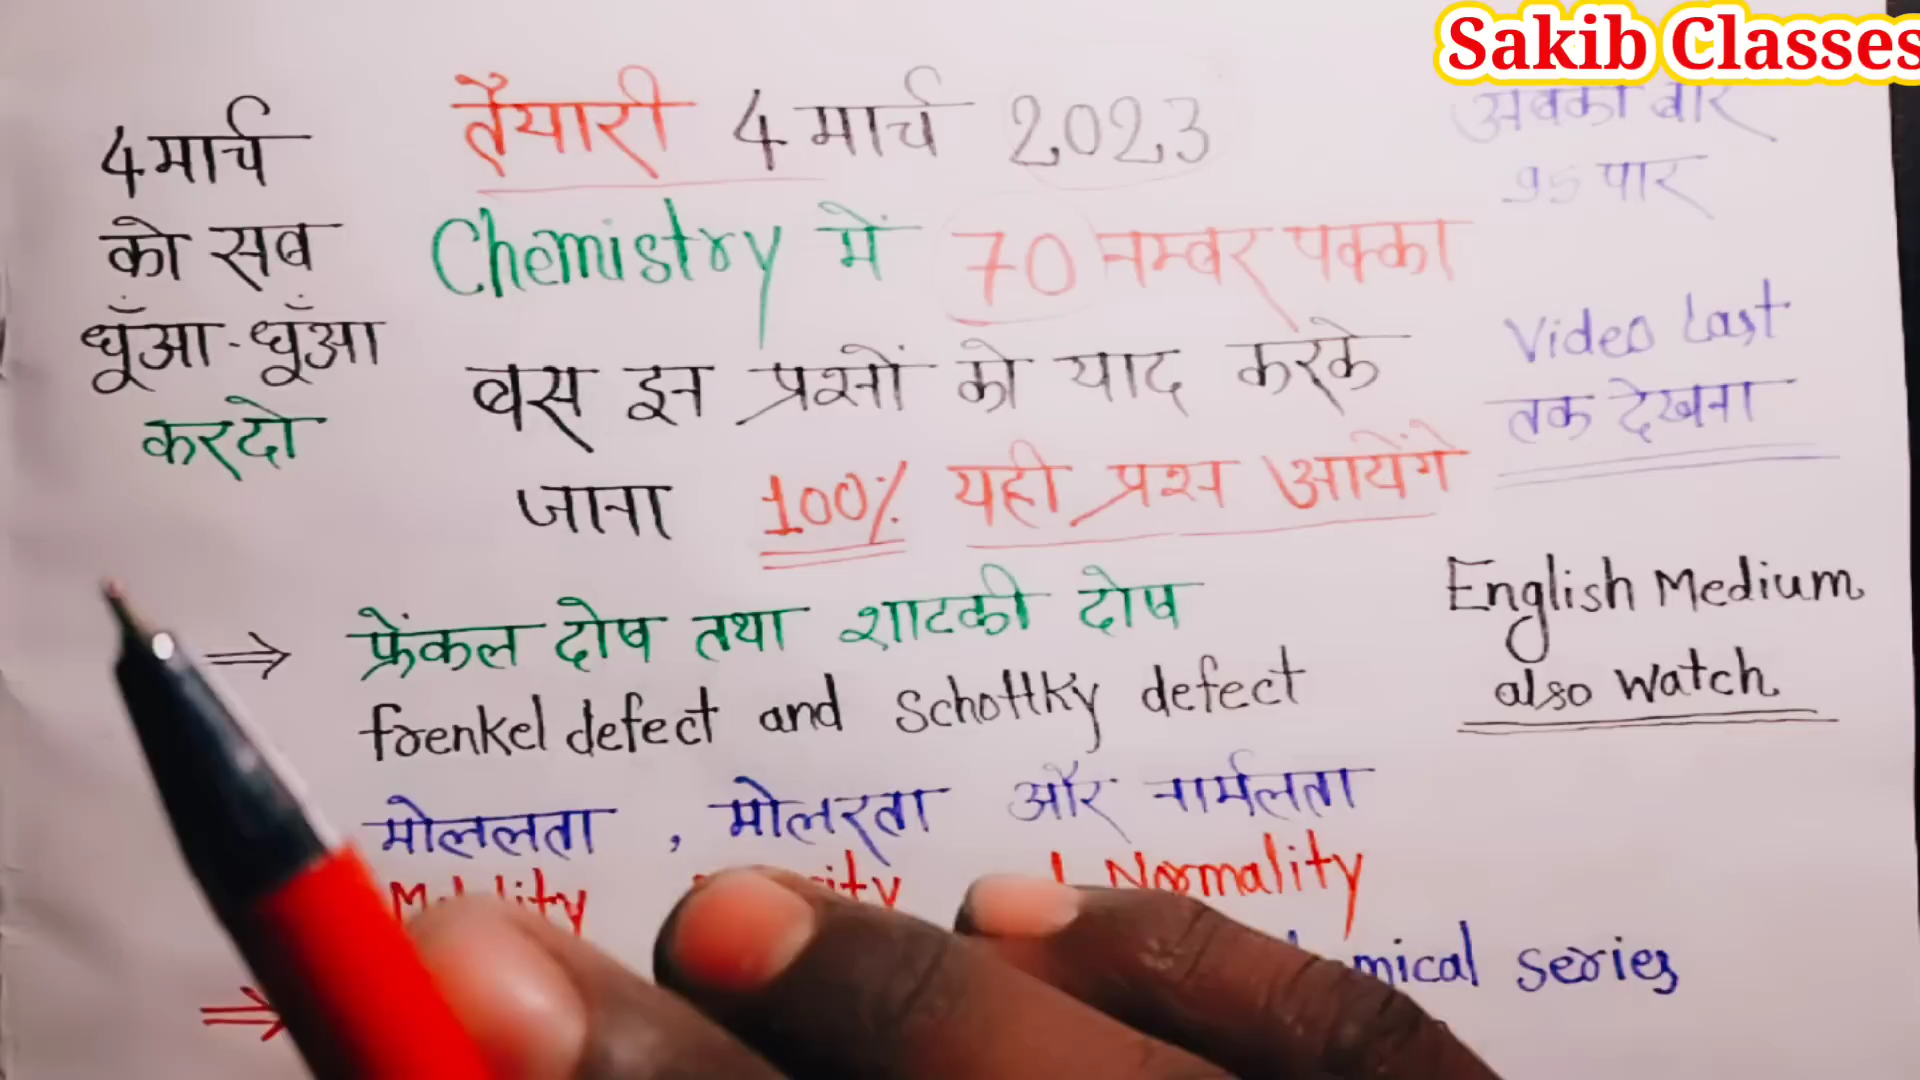 Sakib Classes
तैयारी 4 मार्च 2023
अबकी बार
95 पार
4 मार्च
को सब
धूँआ-धूँआ
करदो
Chemistry में 70 नम्बर पक्का
बस इन प्रश्नों को याद करके
जाना 100% यही प्रश्न आयेंगे
Video Last
तक देखना
⇒ फ्रेंकल दोष तथा शाटकी दोष
frenkel defect and Schottky defect
English Medium
also Watch
मोललता , मोलरता और नार्मलता
Normality
series